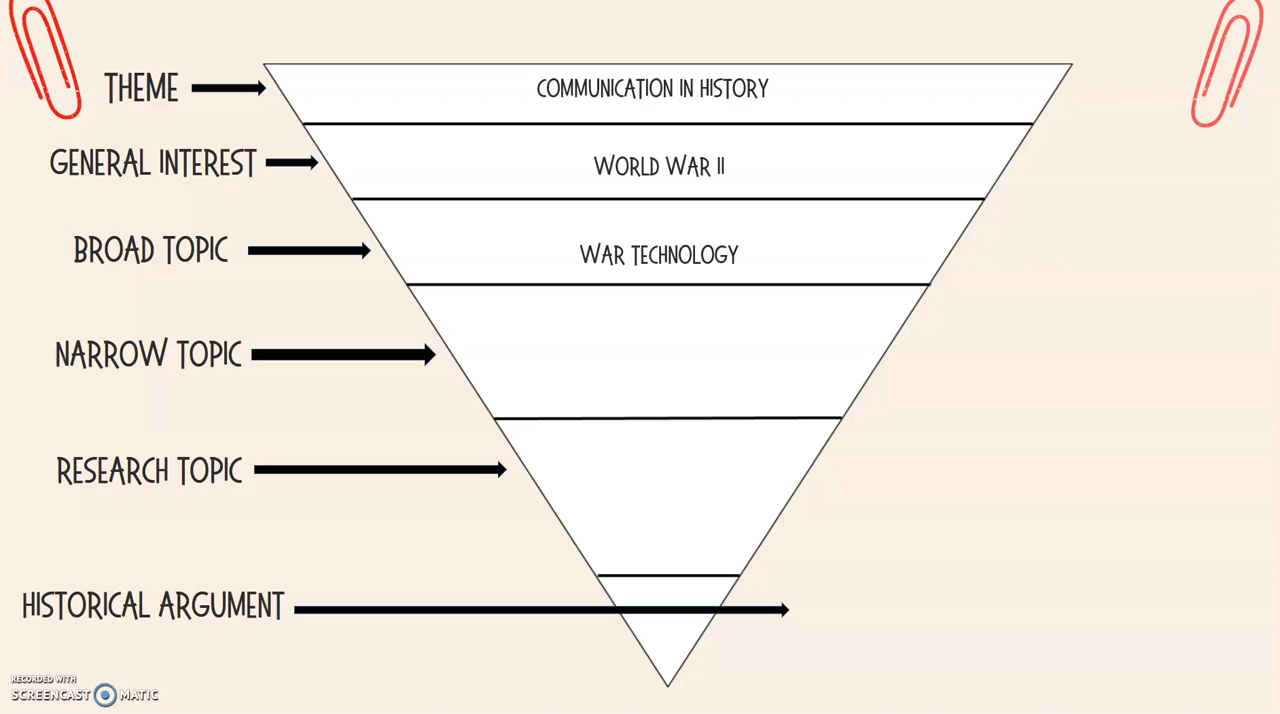 THEME
COMMUNICATION IN HISTORY
GENERAL INTEREST
WORLD WAR II
BROAD TOPIC
WAR TECHNOLOGY
NARROW TOPIC
RESEARCH TOPIC
HISTORICAL ARGUMENT
RECORDED WITH
SCREENCAST MATIC